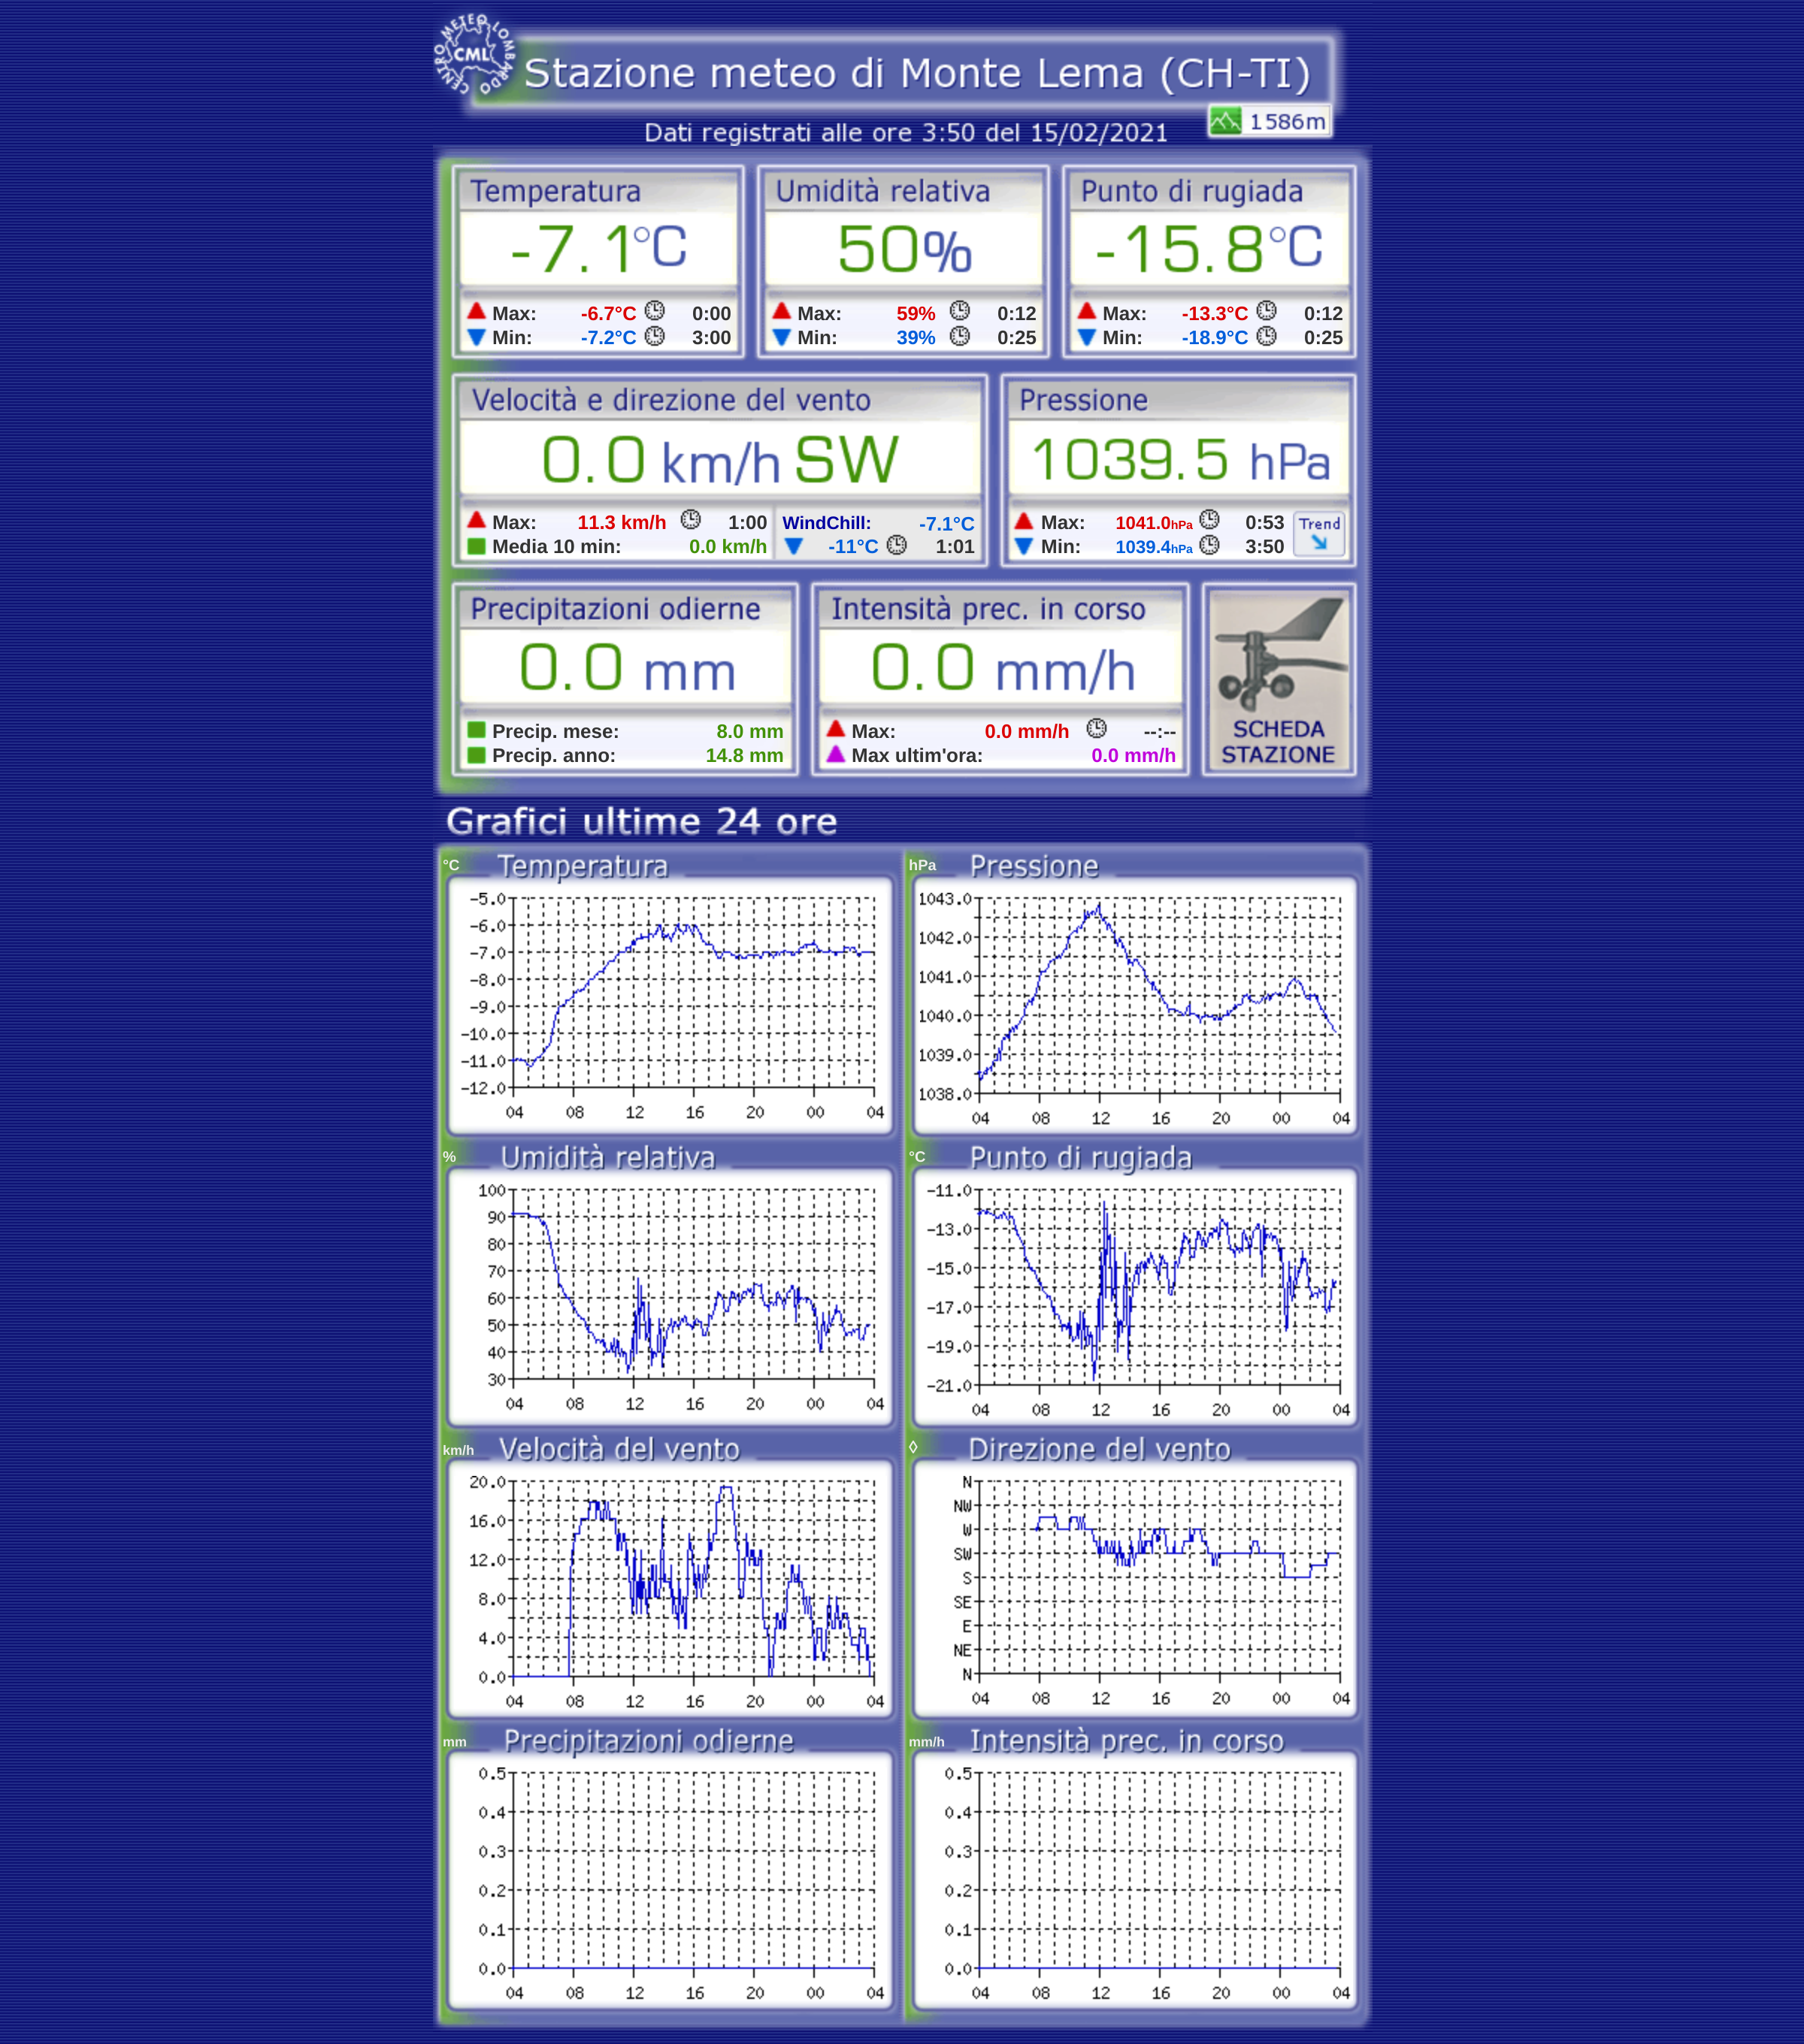 CENTRO METEO LOMBARDO
CML
Stazione meteo di Monte Lema (CH-TI)
1586m
Dati registrati alle ore 3:50 del 15/02/2021
Temperatura Umidità relativa Punto di rugiada
-7.1°C 50% -15.8°C
Max: -6.7°C 0:00 Max: 59% 0:12 Max: -13.3°C 0:12
Min: -7.2°C 3:00 Min: 39% 0:25 Min: -18.9°C 0:25
Velocità e direzione del vento Pressione
0.0 km/h SW 1039.5 hPa
Max: 11.3 km/h 1:00 WindChill: -7.1°C Max: 1041.0hPa 0:53 Trend
Media 10 min: 0.0 km/h -11°C 1:01 Min: 1039.4hPa 3:50
Precipitazioni odierne Intensità prec. in corso
0.0 mm 0.0 mm/h
Precip. mese: 8.0 mm Max: 0.0 mm/h --:-- SCHEDA
Precip. anno: 14.8 mm Max ultim'ora: 0.0 mm/h STAZIONE
Grafici ultime 24 ore
°C Temperatura
-5.0
-6.0
-7.0
-8.0
-9.0
-10.0
-11.0
-12.0
04 08 12 16 20 00 04
hPa Pressione
1043.0
1042.0
1041.0
1040.0
1039.0
1038.0
04 08 12 16 20 00 04
% Umidità relativa
100
90
80
70
60
50
40
30
04 08 12 16 20 00 04
°C Punto di rugiada
-11.0
-13.0
-15.0
-17.0
-19.0
-21.0
04 08 12 16 20 00 04
km/h Velocità del vento
20.0
16.0
12.0
8.0
4.0
0.0
04 08 12 16 20 00 04
◊ Direzione del vento
N
NW
W
SW
S
SE
E
NE
N
04 08 12 16 20 00 04
mm Precipitazioni odierne
0.5
0.4
0.3
0.2
0.1
0.0
04 08 12 16 20 00 04
mm/h Intensità prec. in corso
0.5
0.4
0.3
0.2
0.1
0.0
04 08 12 16 20 00 04